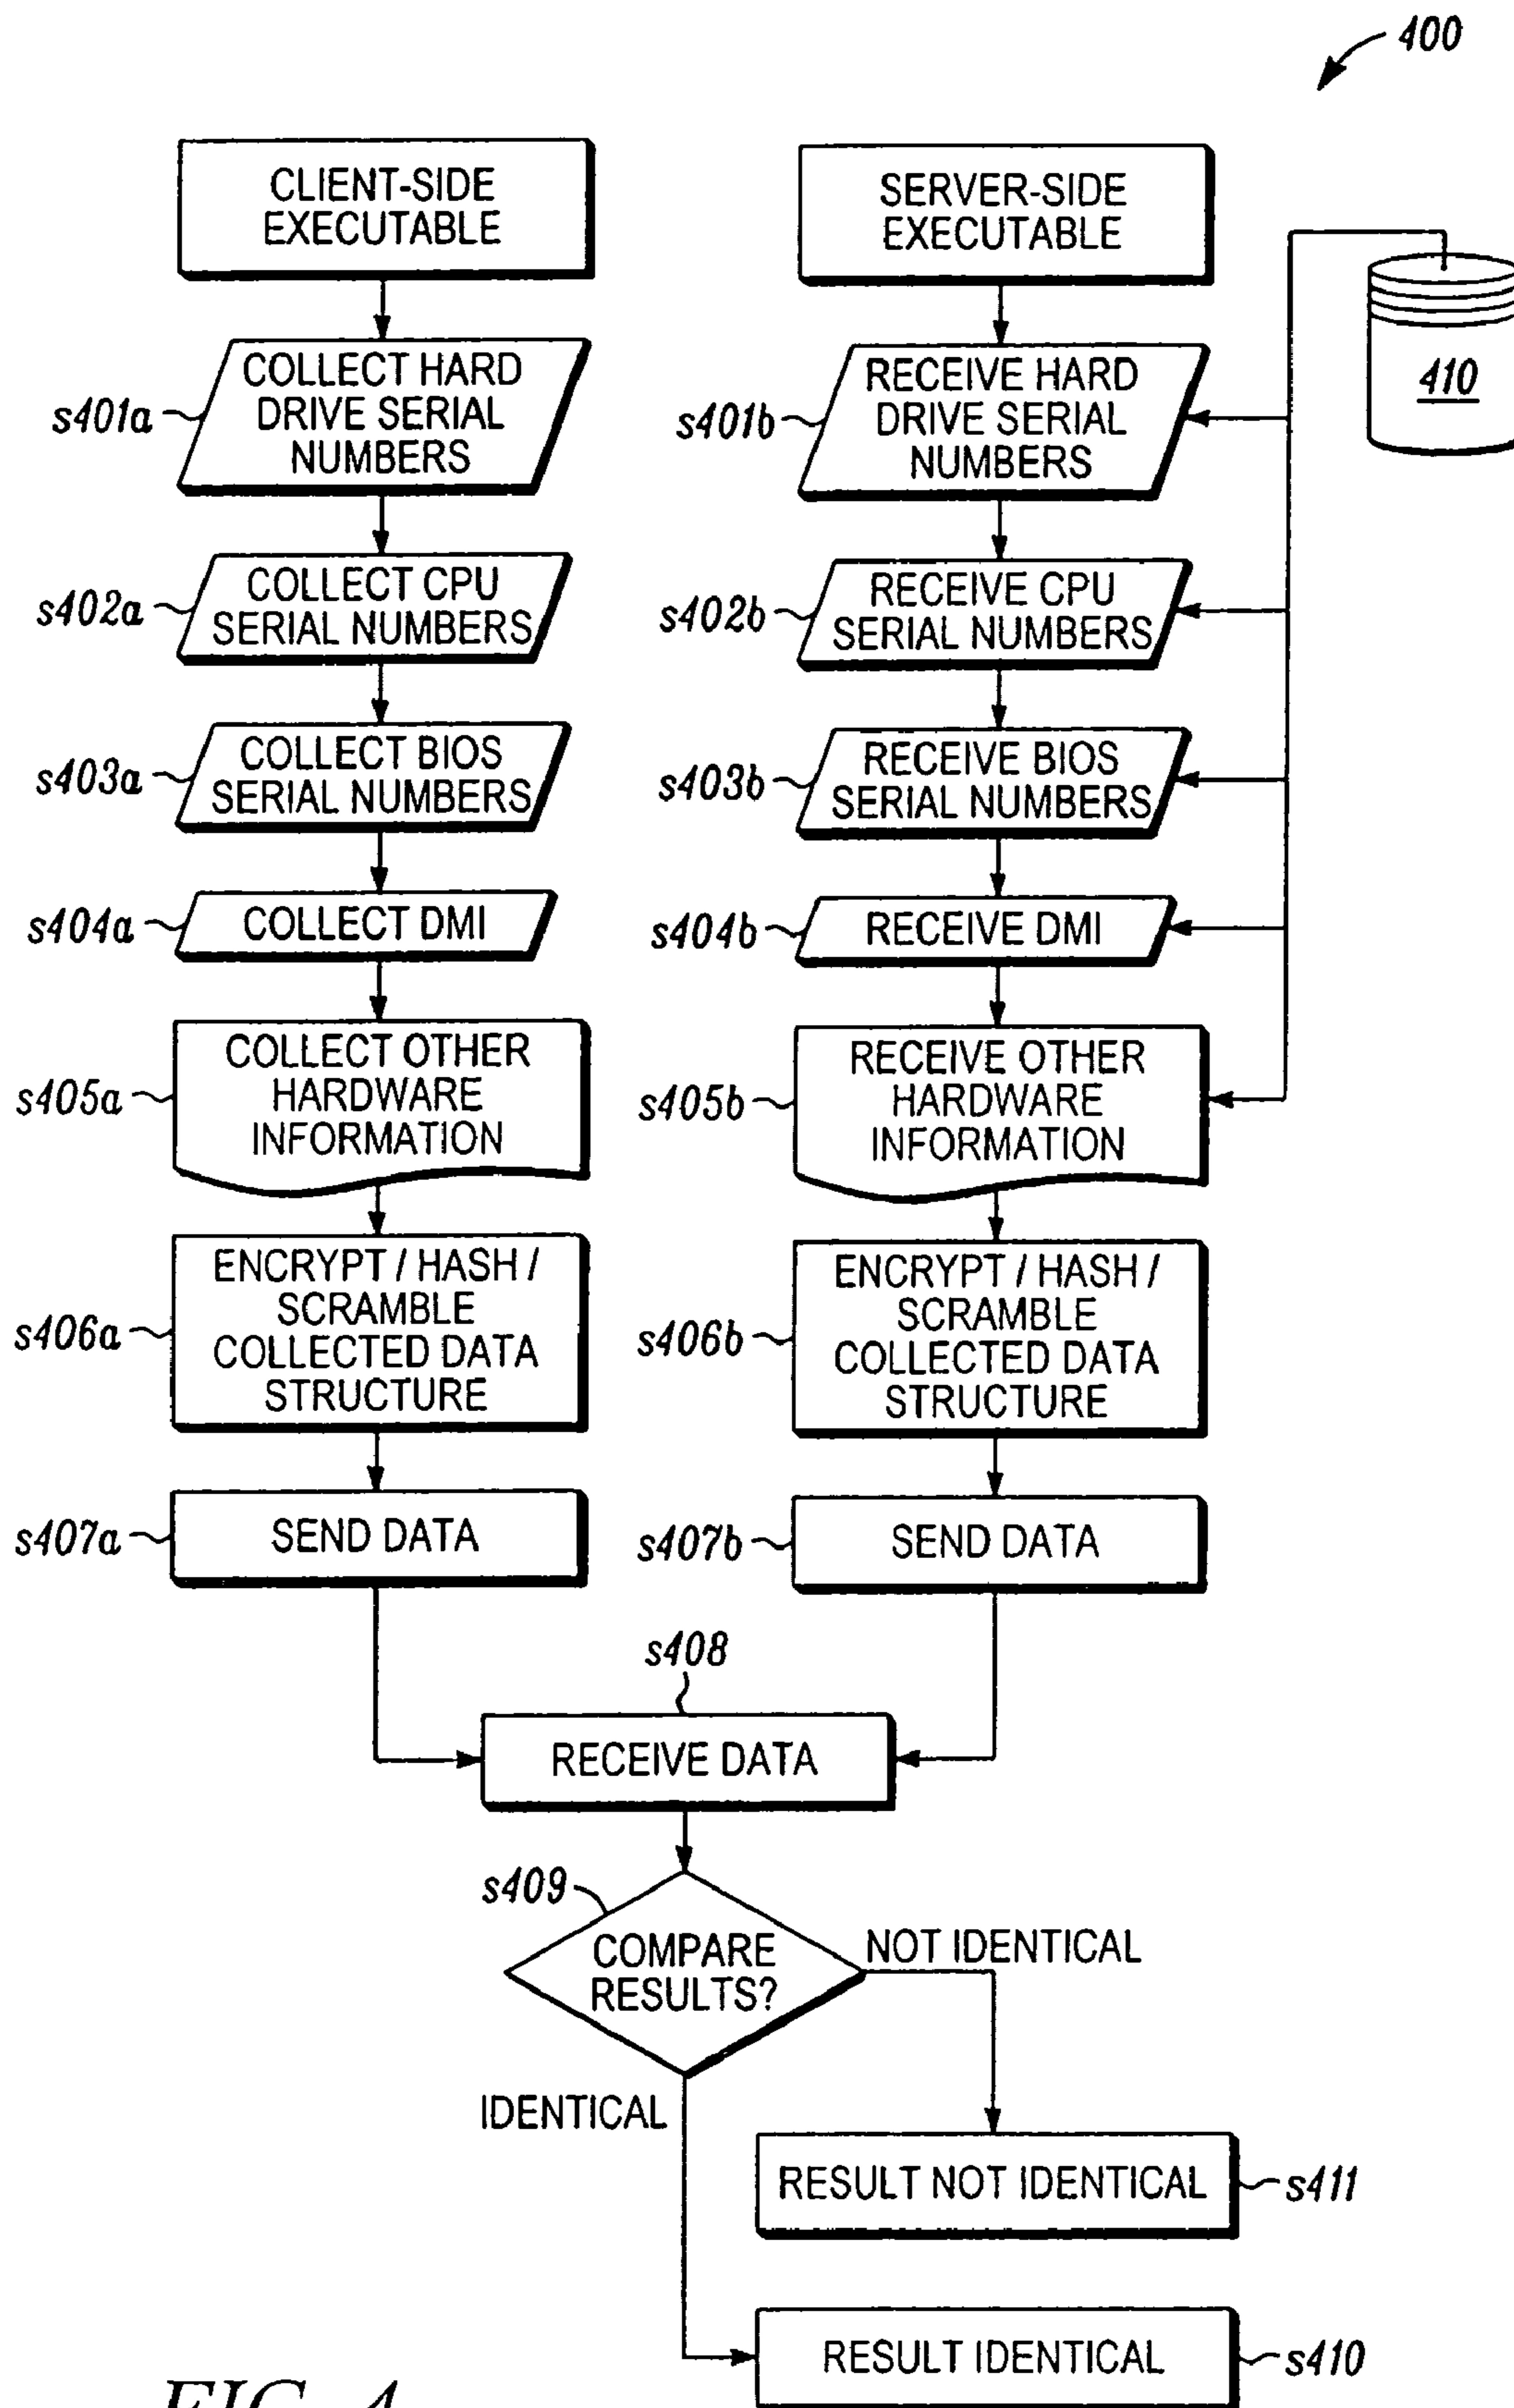 400
CLIENT-SIDE
EXECUTABLE
SERVER-SIDE
EXECUTABLE
410
s401a
COLLECT HARD
DRIVE SERIAL
NUMBERS
s401b
RECEIVE HARD
DRIVE SERIAL
NUMBERS
s402a
COLLECT CPU
SERIAL NUMBERS
s402b
RECEIVE CPU
SERIAL NUMBERS
s403a
COLLECT BIOS
SERIAL NUMBERS
s403b
RECEIVE BIOS
SERIAL NUMBERS
s404a
COLLECT DMI
s404b
RECEIVE DMI
s405a
COLLECT OTHER
HARDWARE
INFORMATION
s405b
RECEIVE OTHER
HARDWARE
INFORMATION
s406a
ENCRYPT / HASH /
SCRAMBLE
COLLECTED DATA
STRUCTURE
s406b
ENCRYPT / HASH /
SCRAMBLE
COLLECTED DATA
STRUCTURE
s407a
SEND DATA
s407b
SEND DATA
s408
RECEIVE DATA
s409
COMPARE
RESULTS?
NOT IDENTICAL
IDENTICAL
RESULT NOT IDENTICAL
s411
RESULT IDENTICAL
s410
FIG. 4